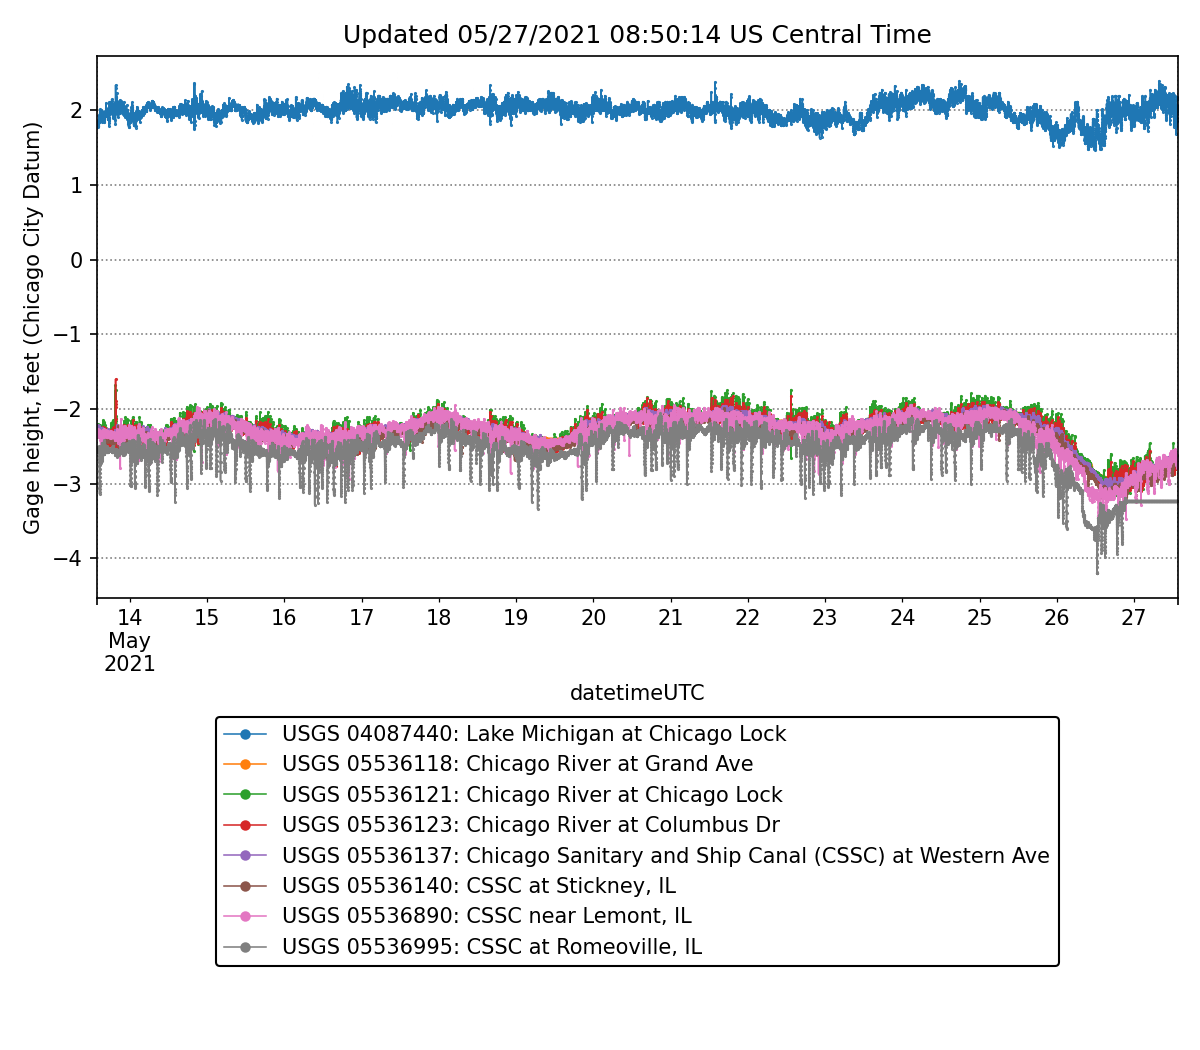 Updated 05/27/2021 08:50:14 US Central Time
Gage height, feet (Chicago City Datum)
2
1
0
−1
−2
−3
−4
14 15 16 17 18 19 20 21 22 23 24 25 26 27
May
2021
datetimeUTC
USGS 04087440: Lake Michigan at Chicago Lock
USGS 05536118: Chicago River at Grand Ave
USGS 05536121: Chicago River at Chicago Lock
USGS 05536123: Chicago River at Columbus Dr
USGS 05536137: Chicago Sanitary and Ship Canal (CSSC) at Western Ave
USGS 05536140: CSSC at Stickney, IL
USGS 05536890: CSSC near Lemont, IL
USGS 05536995: CSSC at Romeoville, IL